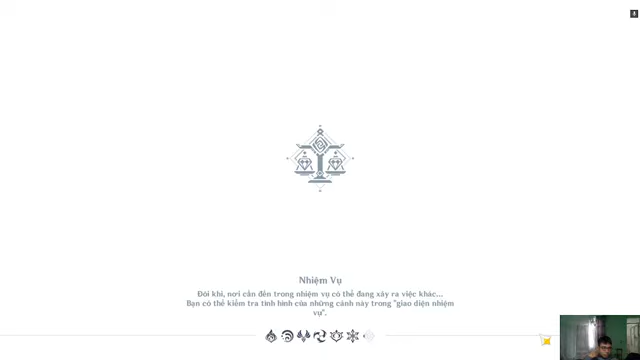 Nhiệm Vụ
Đôi khi, nơi cần đến trong nhiệm vụ có thể đang xảy ra việc khác...
Bạn có thể kiểm tra tình hình của những cảnh này trong "giao diện nhiệm
vụ".